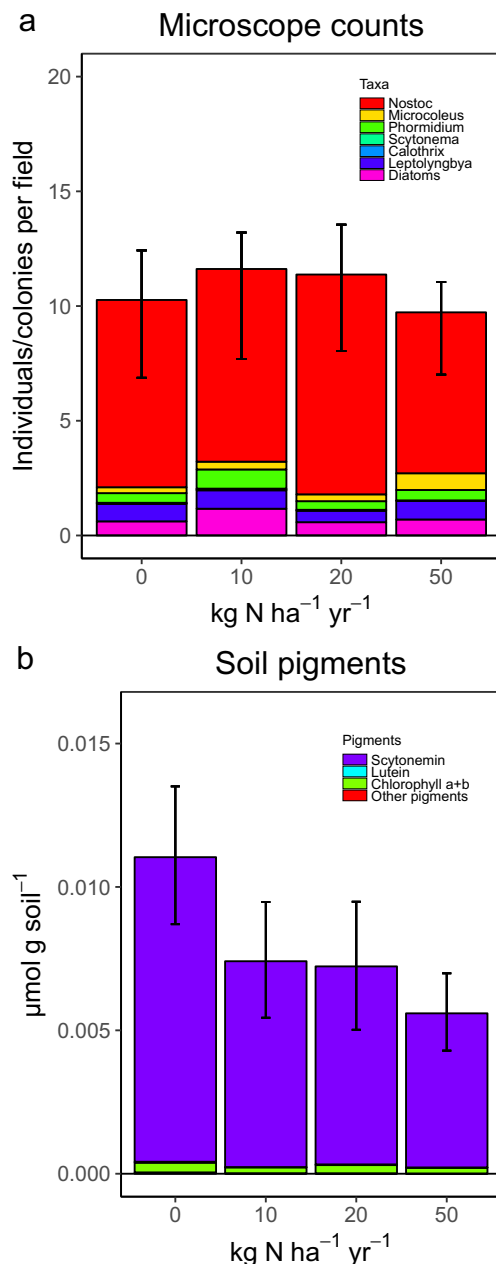 a
Microscope counts
Individuals/colonies per field
20
15
10
5
0
Taxa
Nostoc
Microcoleus
Phormidium
Scytonema
Calothrix
Leptolyngbya
Diatoms
0 10 20 50
kg N ha⁻¹ yr⁻¹
b
Soil pigments
µmol g soil⁻¹
0.015
0.010
0.005
0.000
Pigments
Scytonemin
Lutein
Chlorophyll a+b
Other pigments
0 10 20 50
kg N ha⁻¹ yr⁻¹